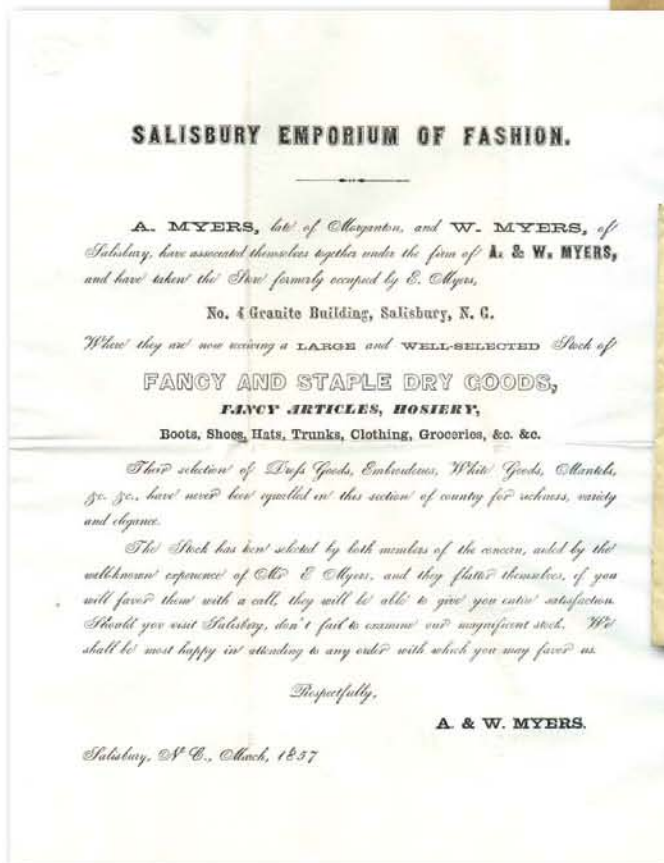 SALISBURY EMPORIUM OF FASHION.
A. MYERS, late of Morganton, and W. MYERS, of
Salisbury, have associated themselves together under the firm of A. & W. MYERS,
and have taken the Store formerly occupied by E. Myers,
No. 4 Granite Building, Salisbury, N. C.
Where they are now receiving a LARGE and WELL-SELECTED Stock of
FANCY AND STAPLE DRY GOODS,
FANCY ARTICLES, HOSIERY,
Boots, Shoes, Hats, Trunks, Clothing, Groceries, &c. &c.
Their selection of Dress Goods, Embroideries, White Goods, Mantels,
&c. &c., have never been equalled in this section of country for richness, variety
and elegance.
The Stock has been selected by both members of the concern, aided by the
well-known experience of Mr E Myers, and they flatter themselves, if you
will favor them with a call, they will be able to give you entire satisfaction.
Should you visit Salisbury, don't fail to examine our magnificent stock. We
shall be most happy in attending to any order with which you may favor us.
Respectfully,
A. & W. MYERS.
Salisbury, N C., March, 1857